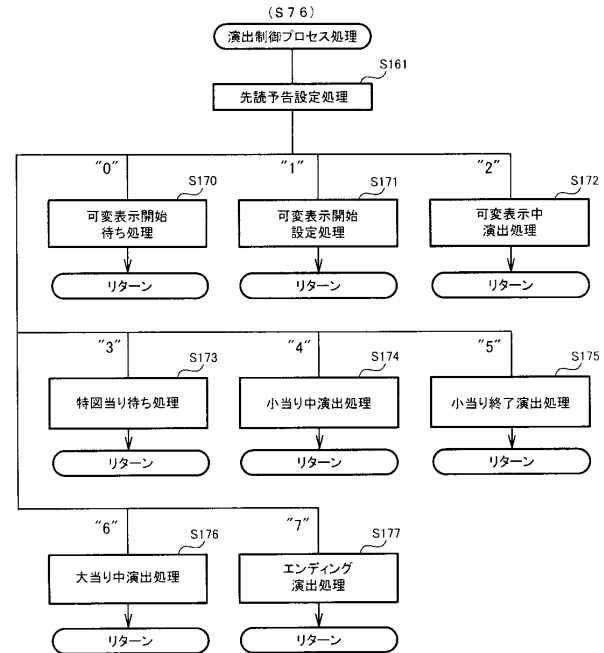 (S76)
演出制御プロセス処理
S161
先読予告設定処理
"0"
"1"
"2"
S170
S171
S172
可変表示開始
待ち処理
可変表示開始
設定処理
可変表示中
演出処理
リターン
リターン
リターン
"3"
"4"
"5"
S173
S174
S175
特図当り待ち処理
小当り中演出処理
小当り終了演出処理
リターン
リターン
リターン
"6"
"7"
S176
S177
大当り中演出処理
エンディング
演出処理
リターン
リターン